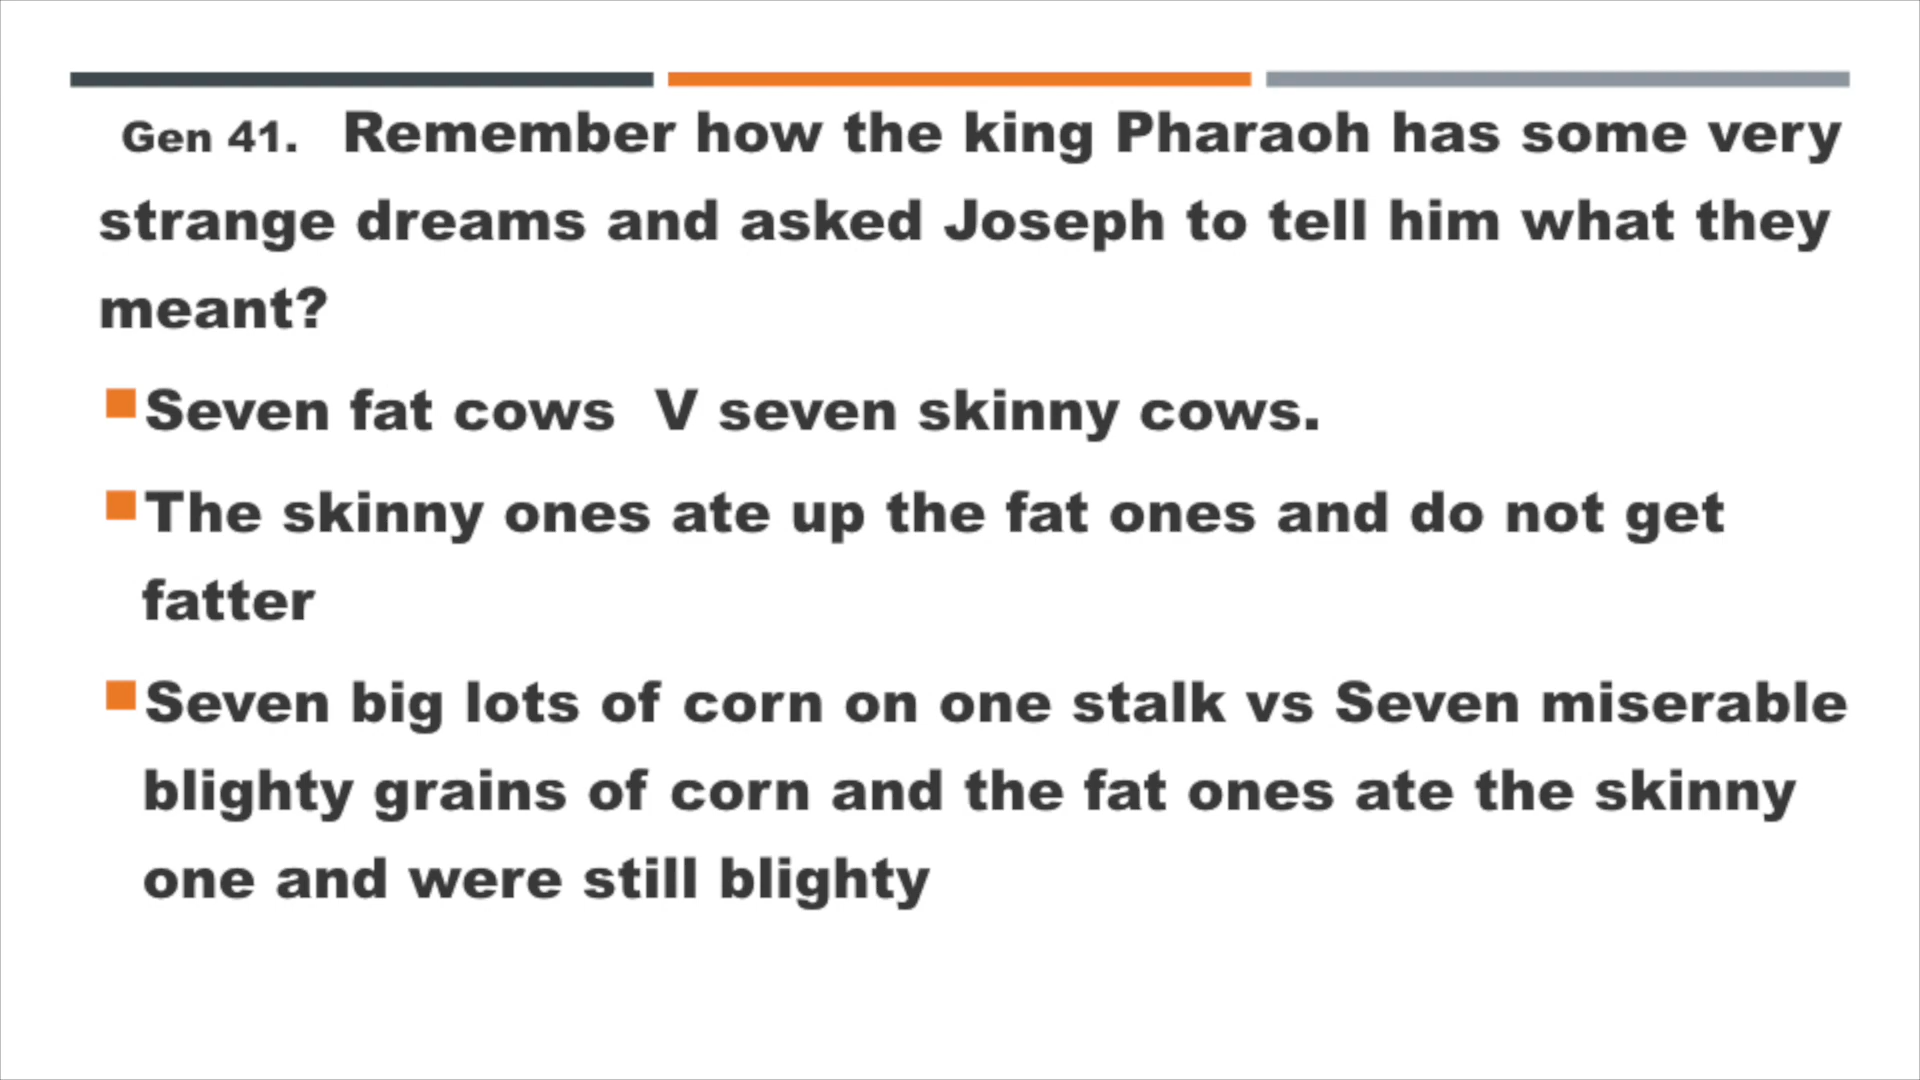 Gen 41. Remember how the king Pharaoh has some very
strange dreams and asked Joseph to tell him what they
meant?
Seven fat cows V seven skinny cows.
The skinny ones ate up the fat ones and do not get
fatter
Seven big lots of corn on one stalk vs Seven miserable
blighty grains of corn and the fat ones ate the skinny
one and were still blighty